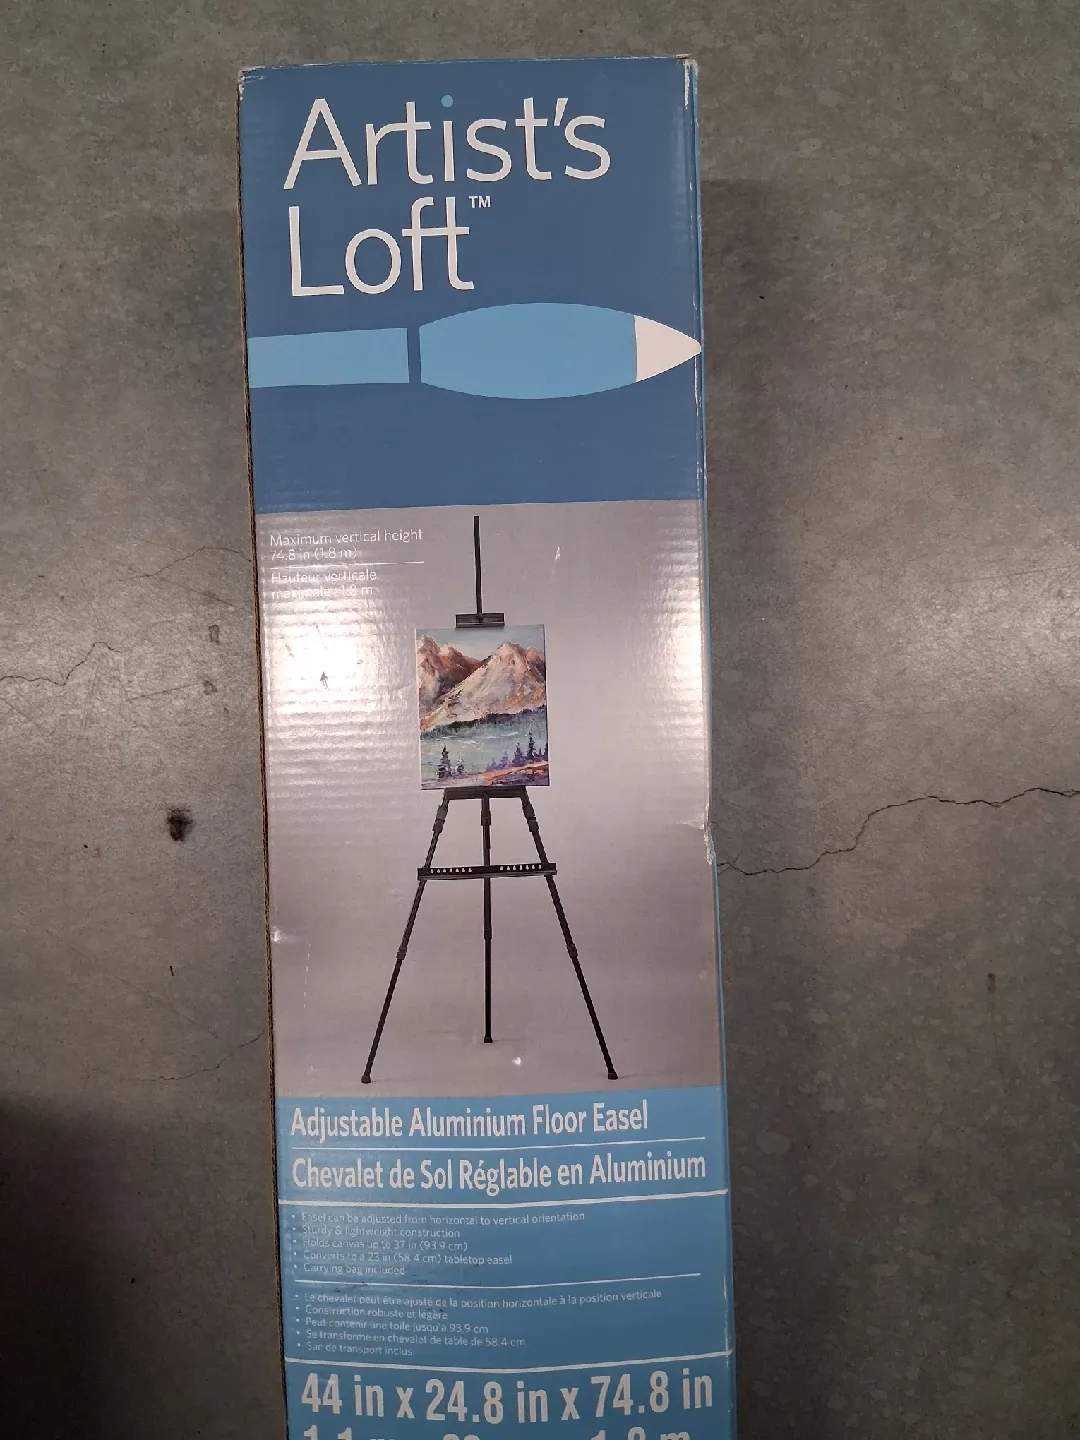 Artist's
Loft™
Maximum vertical height
74.8 in (1.8 m)
Hauteur verticale
maximale : 1.8 m
Adjustable Aluminium Floor Easel
Chevalet de Sol Réglable en Aluminium
• Easel can be adjusted from horizontal to vertical orientation
• Sturdy & lightweight construction
• Holds canvas up to 37 in (93.9 cm)
• Converts to a 23 in (58.4 cm) tabletop easel
• Carrying bag included
• Le chevalet peut être ajusté de la position horizontale à la position verticale
• Construction robuste et légère
• Peut contenir une toile jusqu'à 93.9 cm
• Se transforme en chevalet de table de 58.4 cm
• Sac de transport inclus
44 in x 24.8 in x 74.8 in